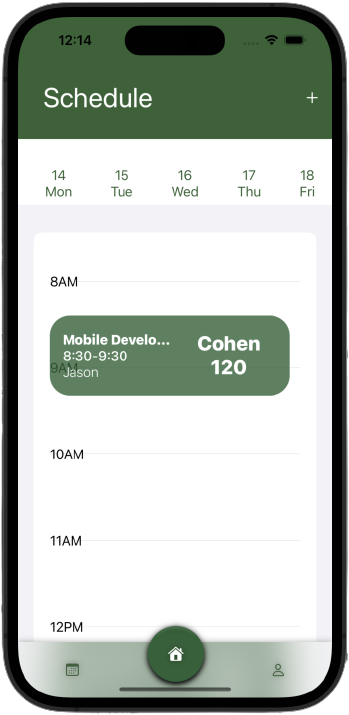 12:14
Schedule +
14 15 16 17 18
Mon Tue Wed Thu Fri
8AM
Mobile Develo...
8:30-9:30
Jason
Cohen
120
9AM
10AM
11AM
12PM